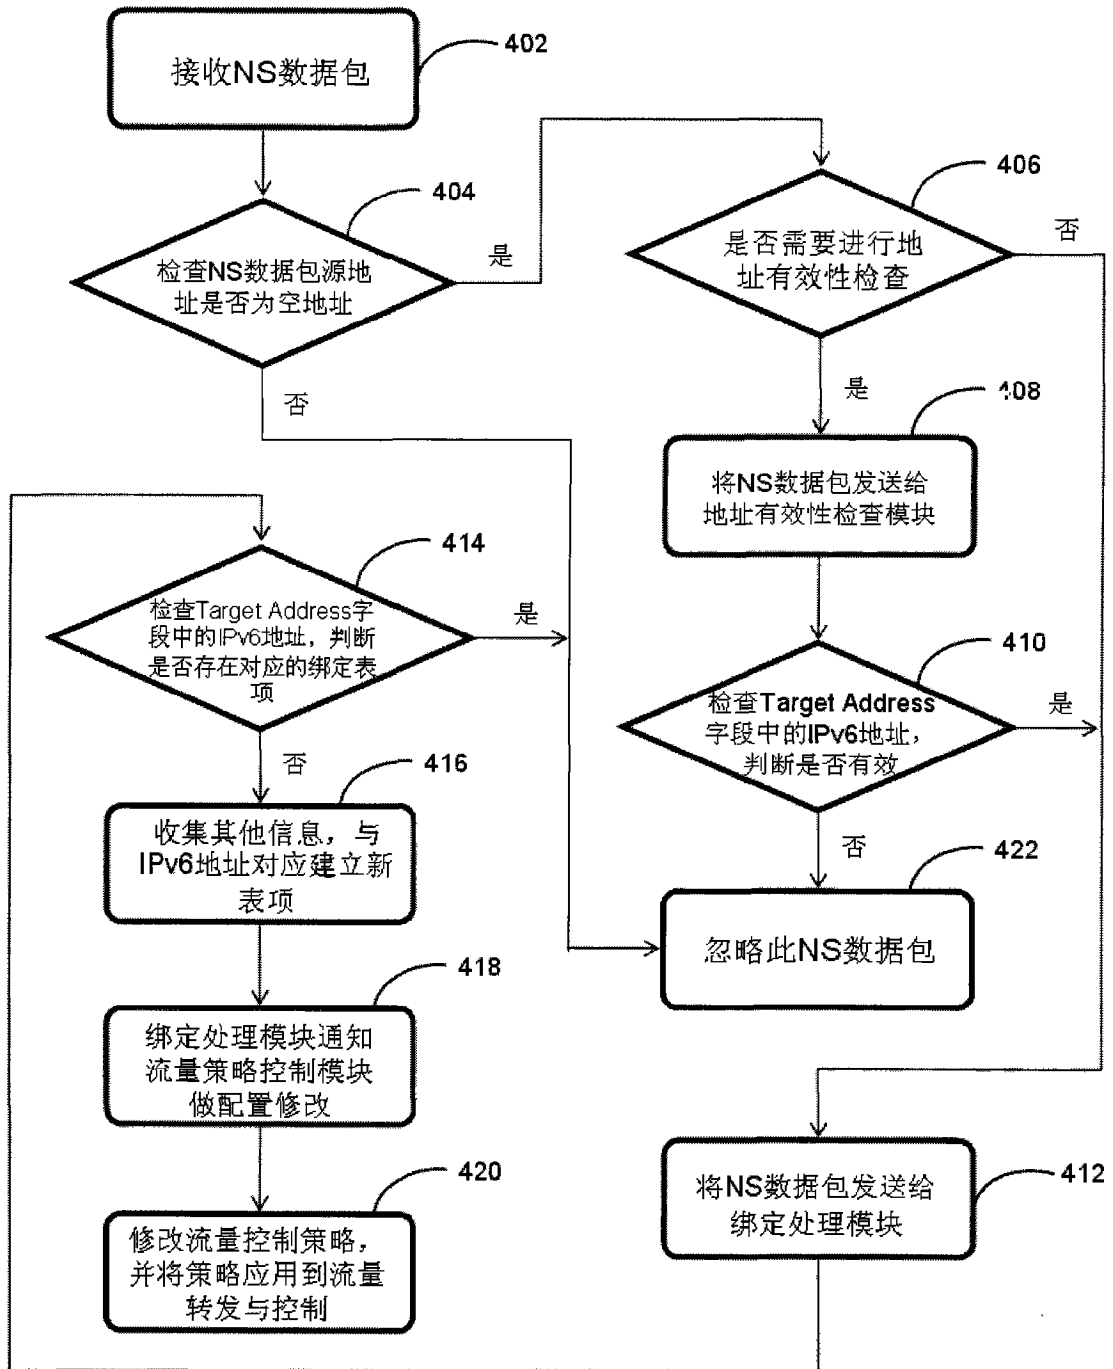 接收NS数据包
402
404
检查NS数据包源地
址是否为空地址
是
否
406
是否需要进行地
址有效性检查
否
是
408
将NS数据包发送给
地址有效性检查模块
410
检查Target Address
字段中的IPv6地址，
判断是否有效
是
否
414
检查Target Address字
段中的IPv6地址，判断
是否存在对应的绑定表
项
是
否
416
收集其他信息，与
IPv6地址对应建立新
表项
422
忽略此NS数据包
418
绑定处理模块通知
流量策略控制模块
做配置修改
412
将NS数据包发送给
绑定处理模块
420
修改流量控制策略，
并将策略应用到流量
转发与控制